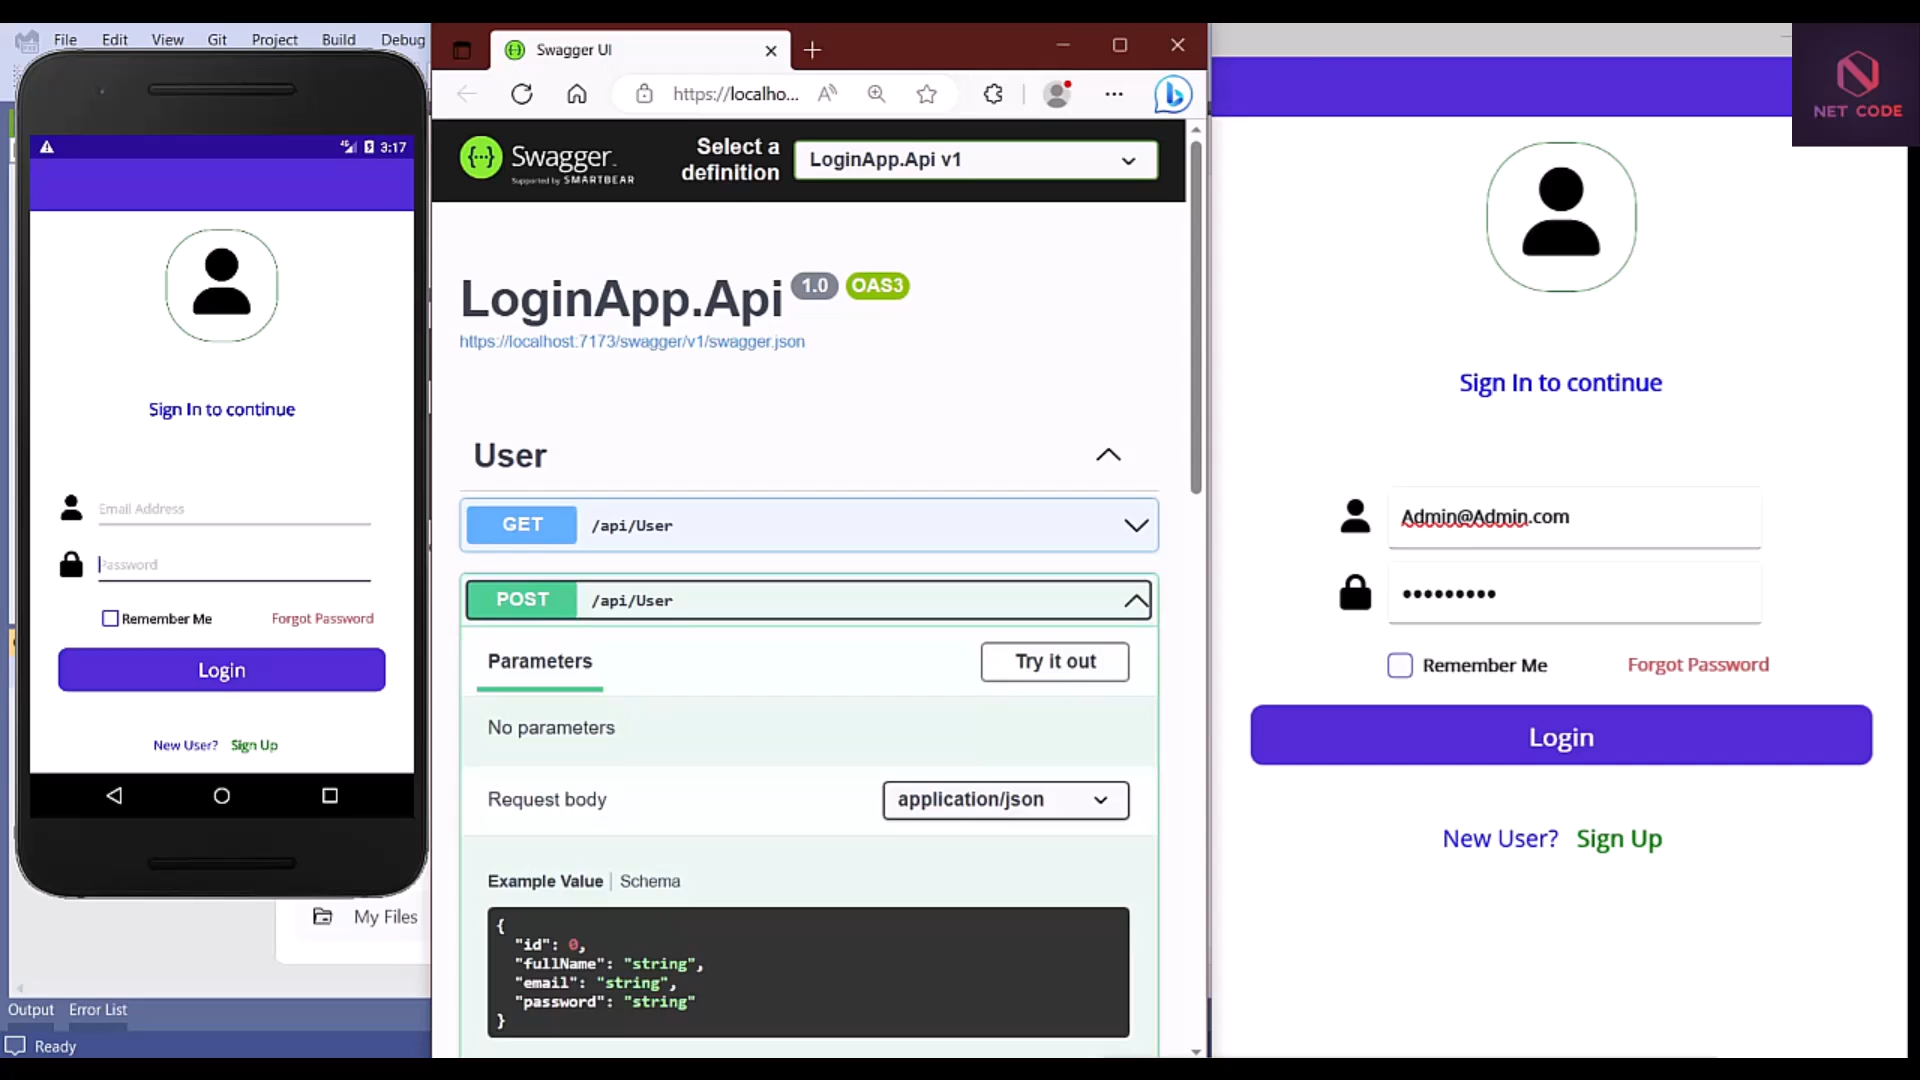 File Edit View Git Project Build Debug
3:17
Sign In to continue
Email Address
Password
Remember Me Forgot Password
Login
New User? Sign Up
My Files
Output Error List
Ready
Swagger UI
https://localho...
Swagger.
Supported by SMARTBEAR
Select a
definition
LoginApp.Api v1
LoginApp.Api 1.0 OAS3
https://localhost:7173/swagger/v1/swagger.json
User
GET /api/User
POST /api/User
Parameters
Try it out
No parameters
Request body
application/json
Example Value | Schema
{
"id": 0,
"fullName": "string",
"email": "string",
"password": "string"
}
NET CODE
Sign In to continue
Admin@Admin.com
•••••••••
Remember Me Forgot Password
Login
New User? Sign Up